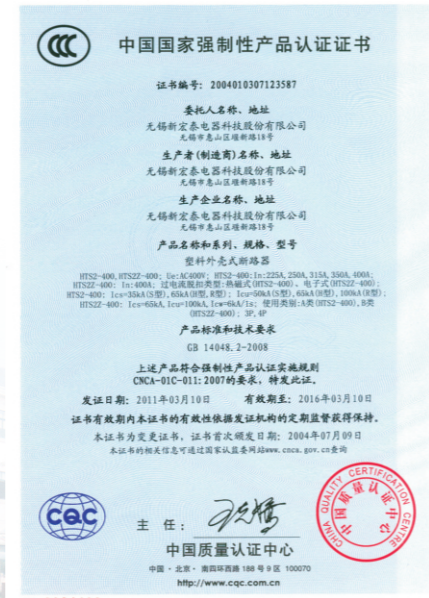 CCC
中国国家强制性产品认证证书
证书编号：2004010307123587
委托人名称、地址
无锡新宏泰电器科技股份有限公司
无锡市惠山区堰新路18号
生产者(制造商)名称、地址
无锡新宏泰电器科技股份有限公司
无锡市惠山区堰新路18号
生产企业名称、地址
无锡新宏泰电器科技股份有限公司
无锡市惠山区堰新路18号
产品名称和系列、规格、型号
塑料外壳式断路器
HTS2-400,HTS2Z-400; Ue:AC400V; HTS2-400:In:225A,250A,315A,350A,400A;
HTS2Z-400: In:400A; 过电流脱扣类型:热磁式(HTS2-400)、电子式(HTS2Z-400);
HTS2-400: Ics=35kA(S型),65kA(H型,R型); Icu=50kA(S型),65kA(H型),100kA(R型);
HTS2Z-400: Ics=65kA,Icu=100kA,Icw=6kA/1s; 使用类别:A类(HTS2-400),B类
(HTS2Z-400); 3P,4P
产品标准和技术要求
GB 14048.2-2008
上述产品符合强制性产品认证实施规则
CNCA-01C-011:2007的要求，特发此证。
发证日期：2011年03月10日 有效期至：2016年03月10日
证书有效期内本证书的有效性依据发证机构的定期监督获得保持。
本证书为变更证书，证书首次颁发日期：2004年07月09日
本证书的相关信息可通过国家认监委网站www.cnca.gov.cn查询
CQC
主任：
中国质量认证中心
中国·北京·南四环西路188号9区 100070
http://www.cqc.com.cn
CHINA QUALITY CERTIFICATION CENTRE
中国质量认证中心